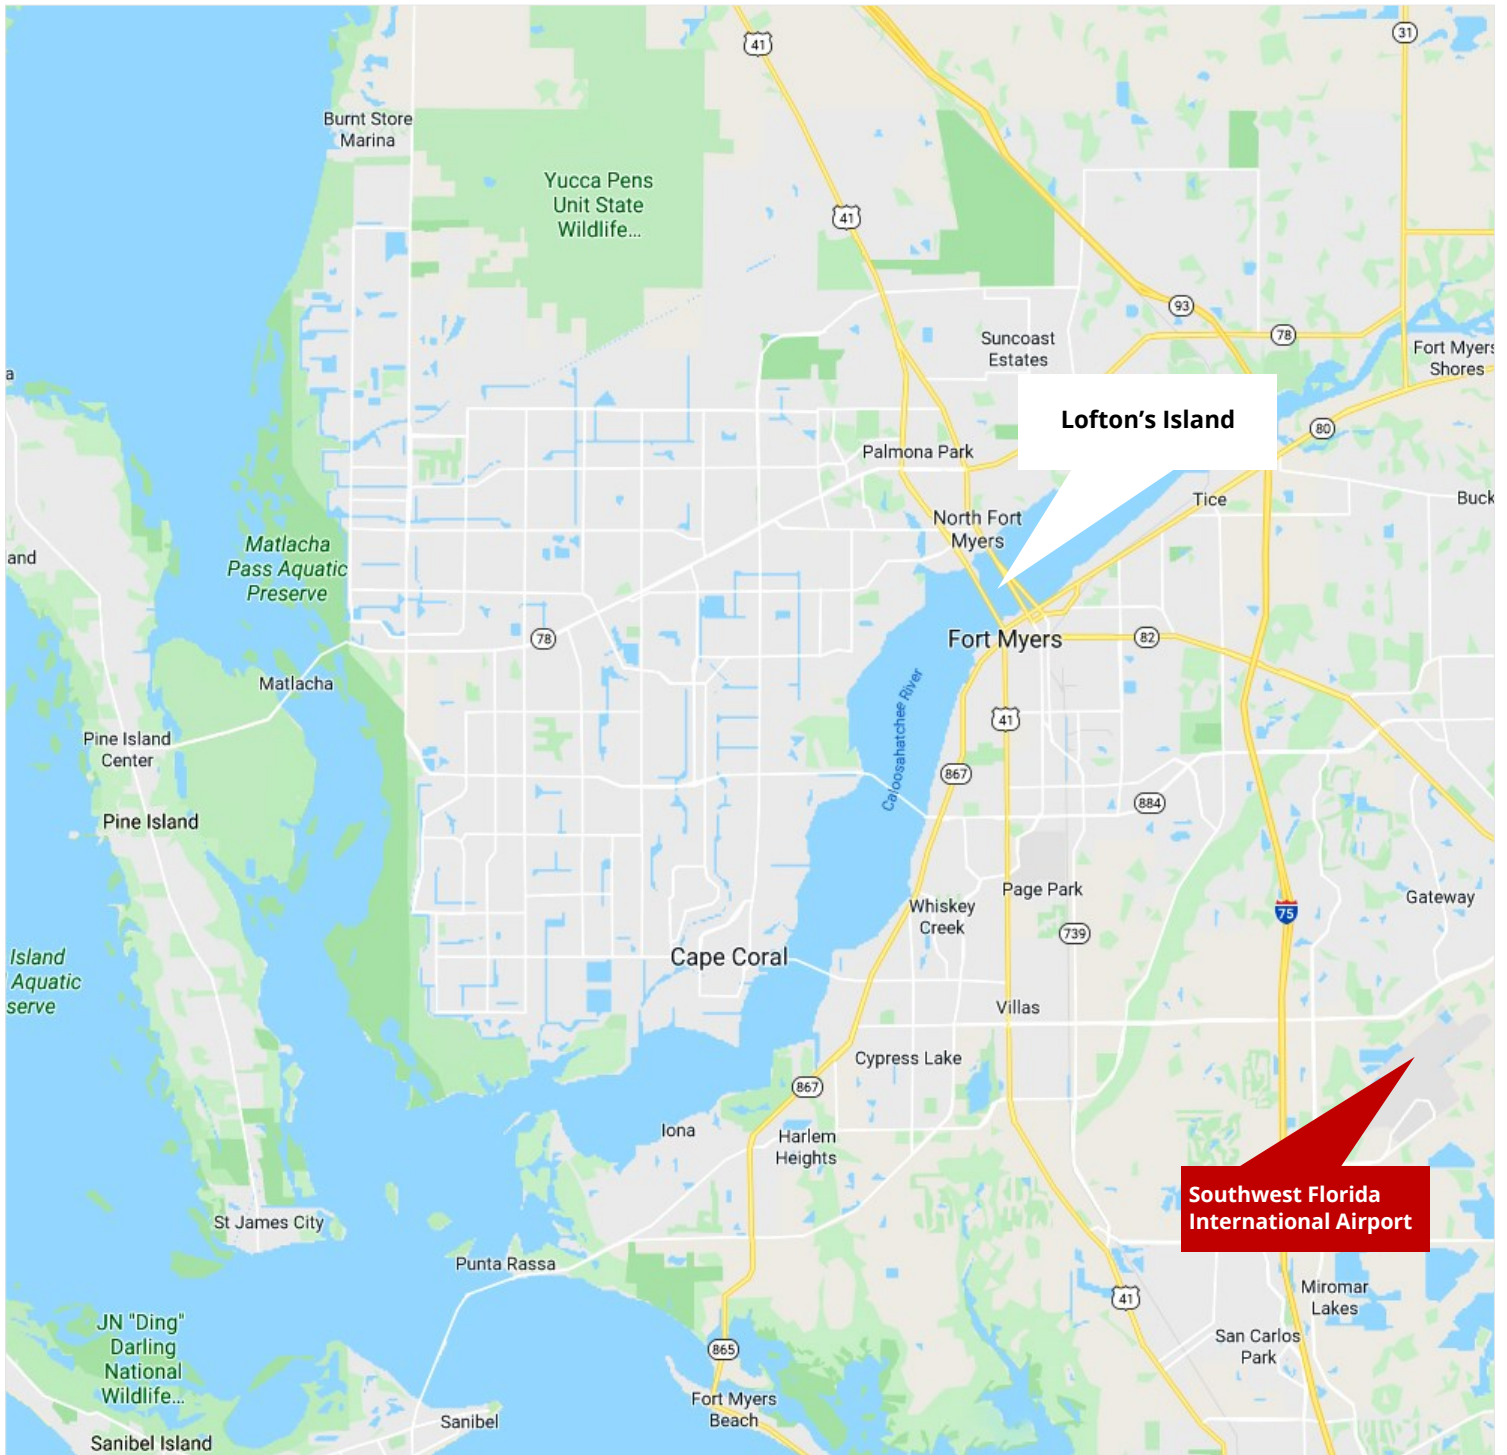 41
31
Burnt Store
Marina
Yucca Pens
Unit State
Wildlife...
41
93
78
Suncoast
Estates
Fort Myers
Shores
a
Lofton's Island
80
Palmona Park
Tice
Buck
North Fort
Myers
Matlacha
Pass Aquatic
Preserve
and
78
Fort Myers
82
Matlacha
Caloosahatchee River
41
Pine Island
Center
867
884
Pine Island
Page Park
Gateway
Whiskey
Creek
75
739
Cape Coral
Island
Aquatic
serve
Villas
Cypress Lake
867
Iona
Harlem
Heights
Southwest Florida
International Airport
St James City
Punta Rassa
41
Miromar
Lakes
JN "Ding"
Darling
National
Wildlife...
San Carlos
Park
865
Fort Myers
Beach
Sanibel
Sanibel Island